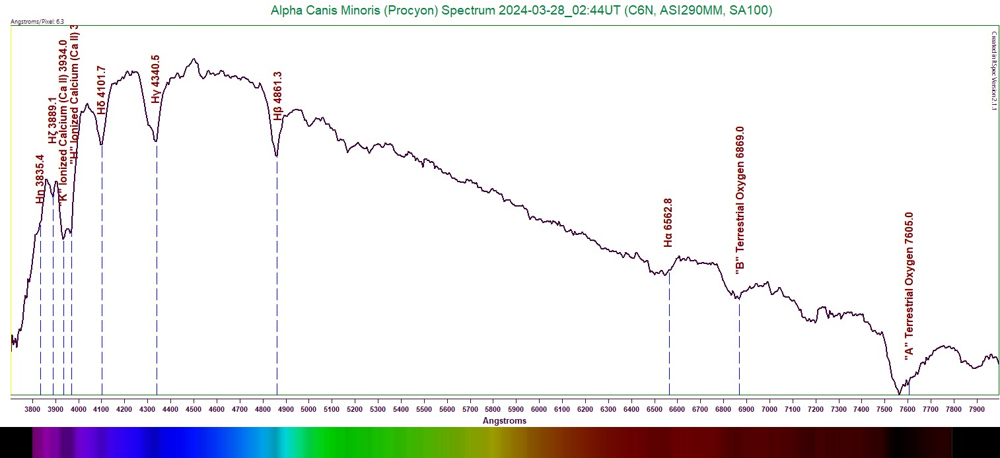 Alpha Canis Minoris (Procyon) Spectrum 2024-03-28_02:44UT (C6N, ASI290MM, SA100)
Angstroms/Pixel: 6.3
Created in RSpec Version 2.1.1
Hη 3835.4
Hζ 3889.1
"K" Ionized Calcium (Ca II) 3934.0
"H" Ionized Calcium (Ca II) 3
Hδ 4101.7
Hγ 4340.5
Hβ 4861.3
Hα 6562.8
"B" Terrestrial Oxygen 6869.0
"A" Terrestrial Oxygen 7605.0
3800 3900 4000 4100 4200 4300 4400 4500 4600 4700 4800 4900 5000 5100 5200 5300 5400 5500 5600 5700 5800 5900 6000 6100 6200 6300 6400 6500 6600 6700 6800 6900 7000 7100 7200 7300 7400 7500 7600 7700 7800 7900
Angstroms